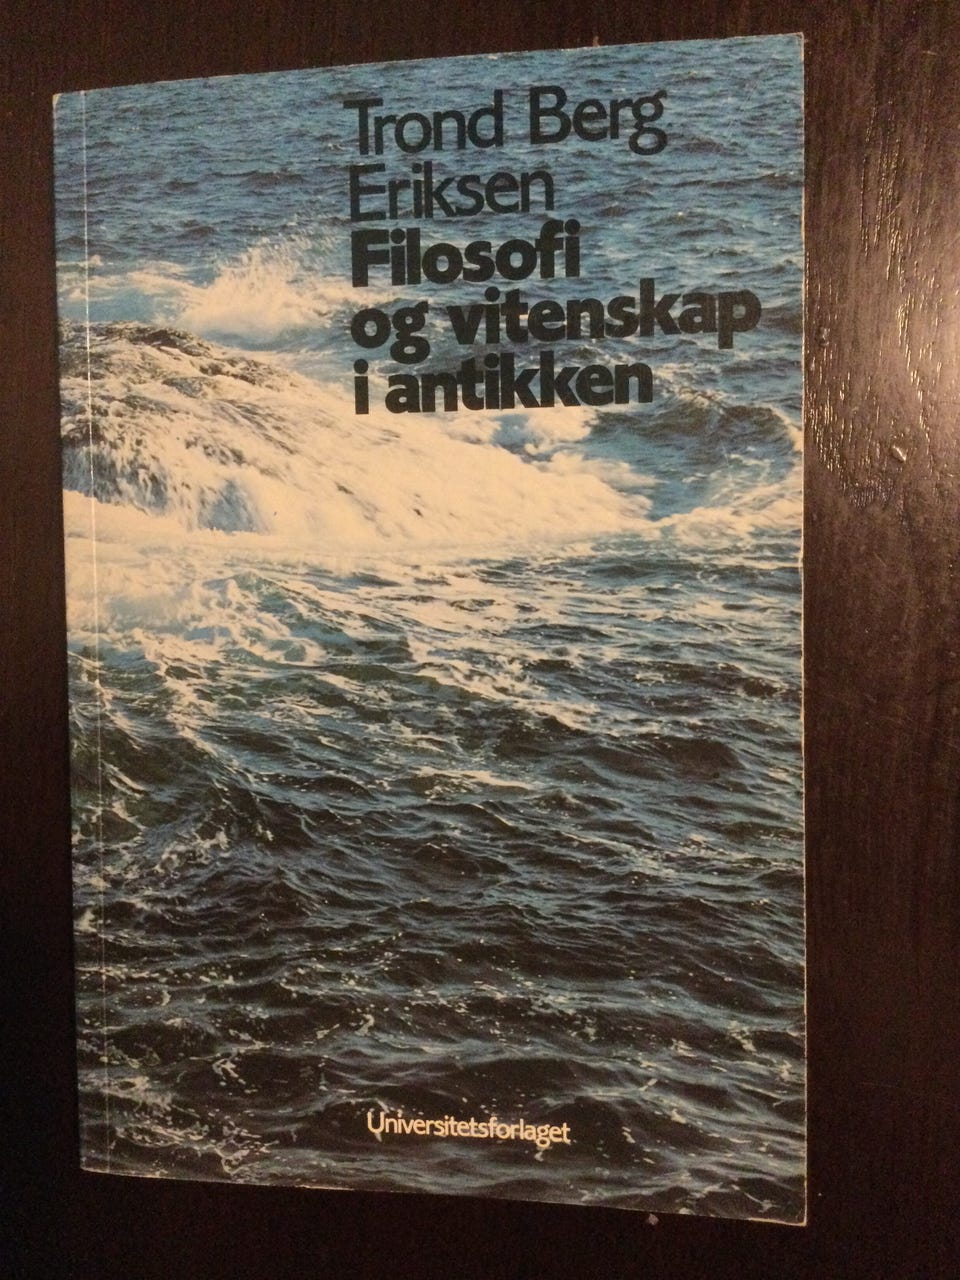 Trond Berg
Eriksen
Filosofi
og vitenskap
i antikken
Universitetsforlaget